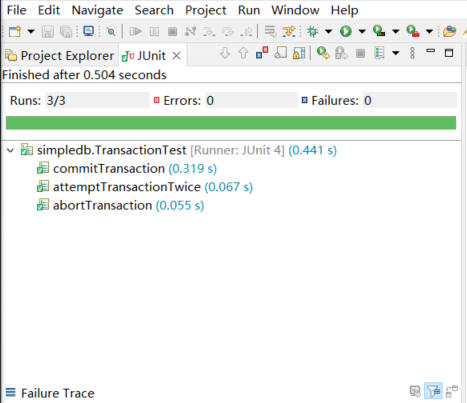 File Edit Navigate Search Project Run Window Help
Project Explorer JUnit
Finished after 0.504 seconds
Runs: 3/3 Errors: 0 Failures: 0
simpledb.TransactionTest [Runner: JUnit 4] (0.441 s)
commitTransaction (0.319 s)
attemptTransactionTwice (0.067 s)
abortTransaction (0.055 s)
Failure Trace